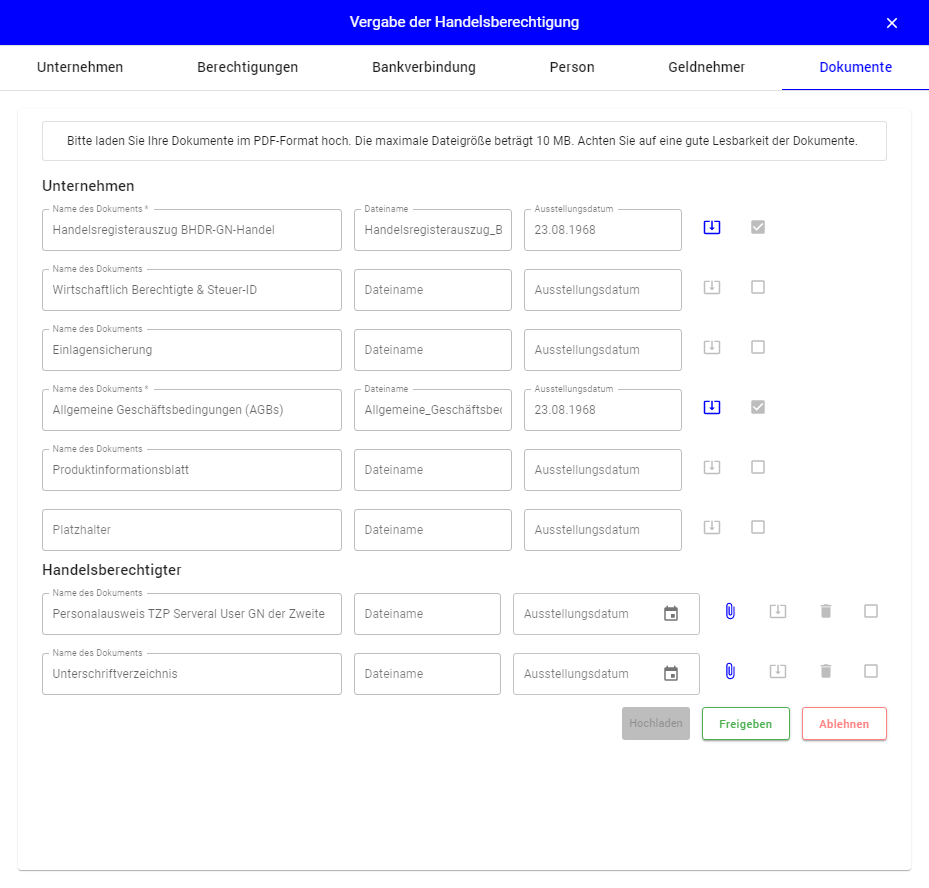 Vergabe der Handelsberechtigung
Unternehmen Berechtigungen Bankverbindung Person Geldnehmer Dokumente
Bitte laden Sie Ihre Dokumente im PDF-Format hoch. Die maximale Dateigröße beträgt 10 MB. Achten Sie auf eine gute Lesbarkeit der Dokumente.
Unternehmen
Name des Dokuments * Dateiname Ausstellungsdatum
Handelsregisterauszug BHDR-GN-Handel Handelsregisterauszug_B 23.08.1968
Name des Dokuments
Wirtschaftlich Berechtigte & Steuer-ID Dateiname Ausstellungsdatum
Name des Dokuments
Einlagensicherung Dateiname Ausstellungsdatum
Name des Dokuments * Dateiname Ausstellungsdatum
Allgemeine Geschäftsbedingungen (AGBs) Allgemeine_Geschäftsbe 23.08.1968
Name des Dokuments
Produktinformationsblatt Dateiname Ausstellungsdatum
Platzhalter Dateiname Ausstellungsdatum
Handelsberechtigter
Name des Dokuments
Personalausweis TZP Serveral User GN der Zweite Dateiname Ausstellungsdatum
Name des Dokuments
Unterschriftverzeichnis Dateiname Ausstellungsdatum
Hochladen Freigeben Ablehnen